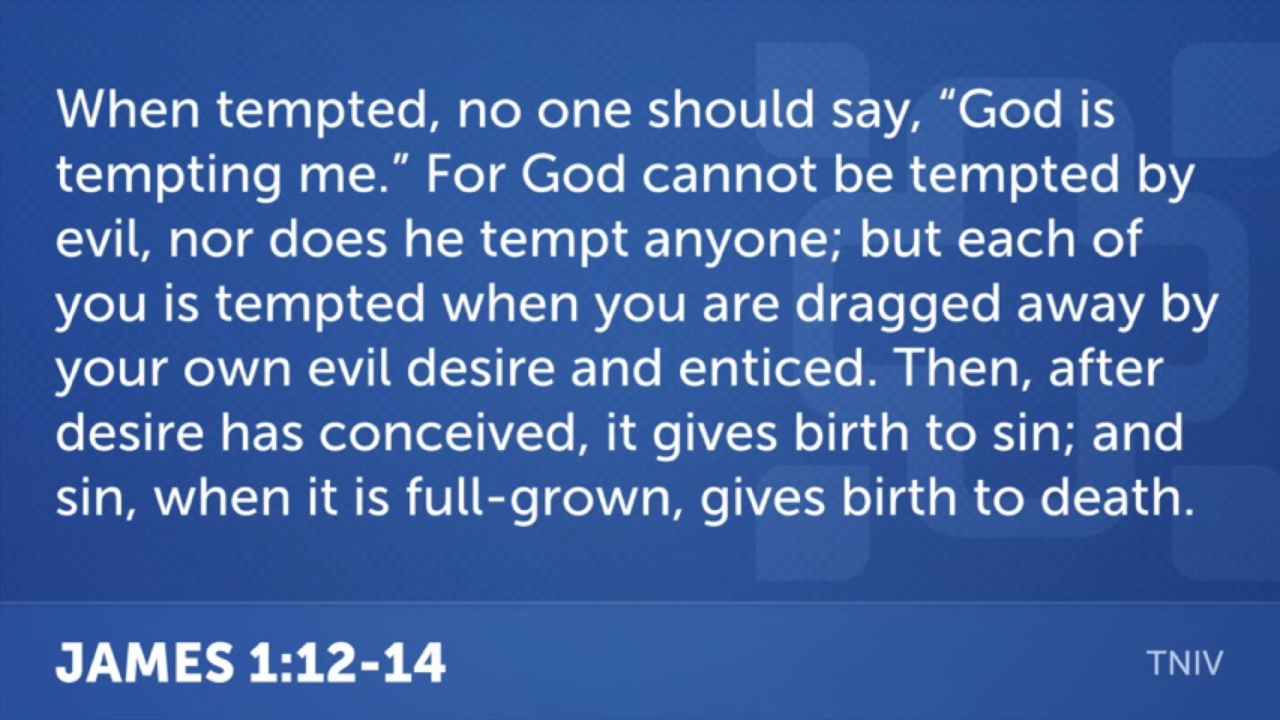 When tempted, no one should say, “God is
tempting me.” For God cannot be tempted by
evil, nor does he tempt anyone; but each of
you is tempted when you are dragged away by
your own evil desire and enticed. Then, after
desire has conceived, it gives birth to sin; and
sin, when it is full-grown, gives birth to death.
JAMES 1:12-14
TNIV